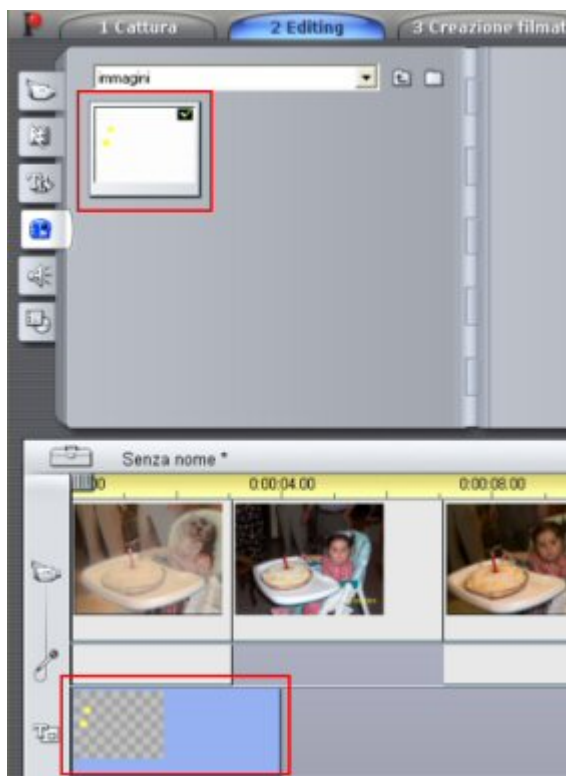 1 Cattura
2 Editing
3 Creazione filmat
immagini
Senza nome *
0:00:04.00
0:00:08.00